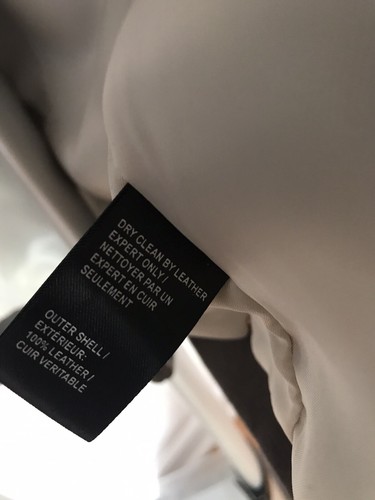 DRY CLEAN BY LEATHER
EXPERT ONLY /
NETTOYER PAR UN
EXPERT EN CUIR
SEULEMENT
OUTER SHELL /
EXTÉRIEUR:
100% LEATHER /
CUIR VERITABLE